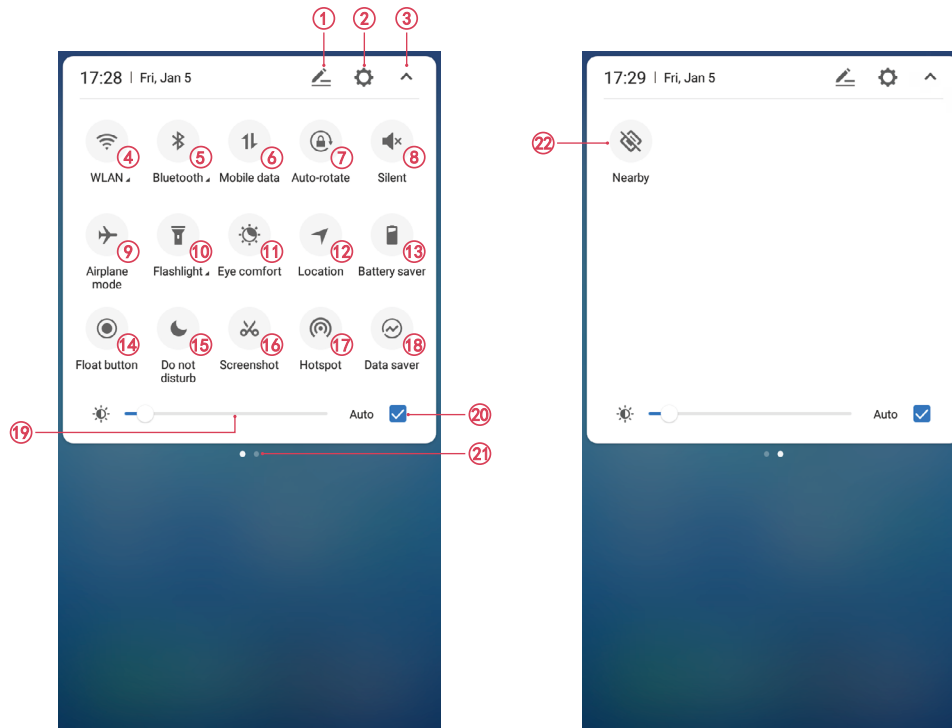 ① ② ③
17:28 | Fri, Jan 5
④ ⑤ ⑥ ⑦ ⑧
WLAN Bluetooth Mobile data Auto-rotate Silent
⑨ ⑩ ⑪ ⑫ ⑬
Airplane mode Flashlight Eye comfort Location Battery saver
⑭ ⑮ ⑯ ⑰ ⑱
Float button Do not disturb Screenshot Hotspot Data saver
Auto ⑳
⑲
㉑
17:29 | Fri, Jan 5
㉒
Nearby
Auto